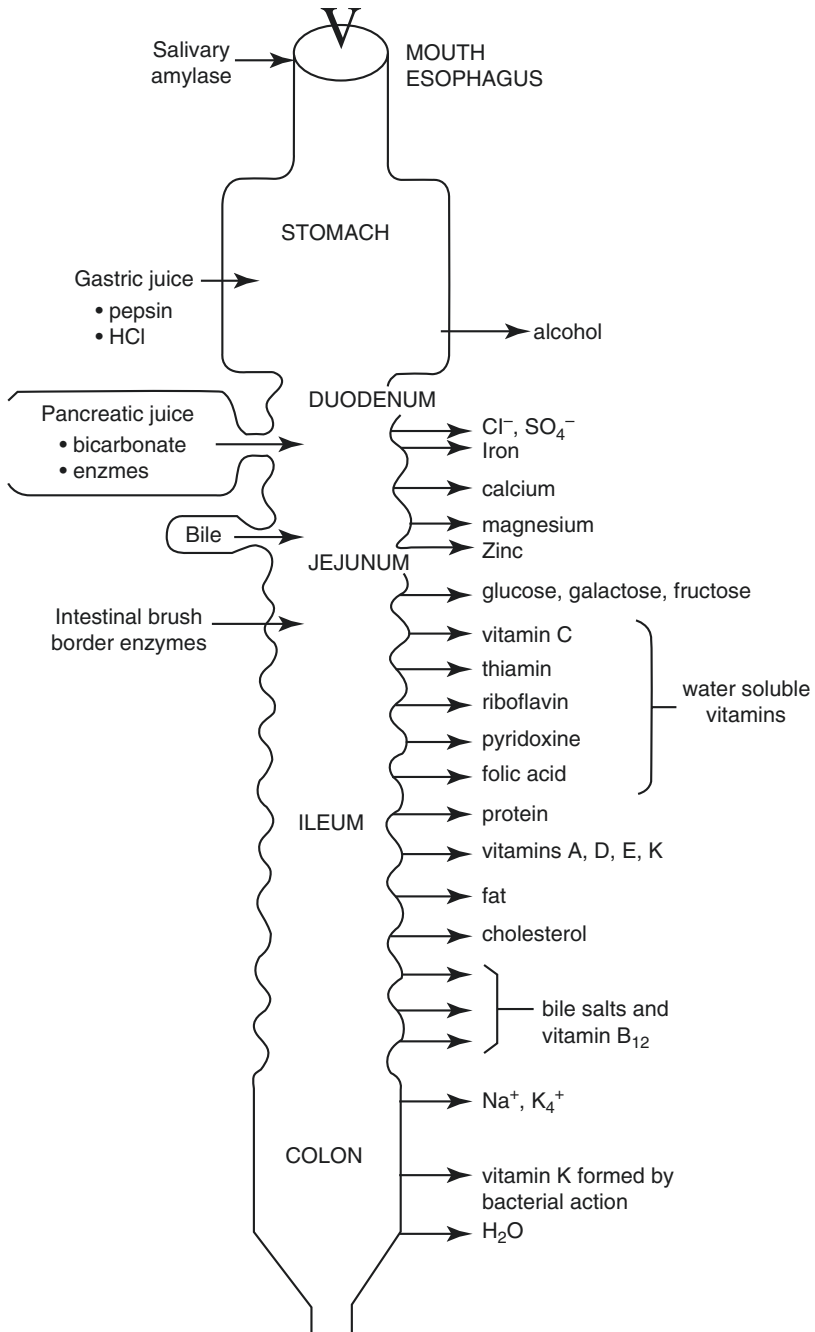 V
Salivary
amylase
MOUTH
ESOPHAGUS
STOMACH
Gastric juice
• pepsin
• HCl
alcohol
DUODENUM
Pancreatic juice
• bicarbonate
• enzmes
Cl⁻, SO₄⁻
Iron
calcium
magnesium
Zinc
Bile
JEJUNUM
glucose, galactose, fructose
Intestinal brush
border enzymes
vitamin C
thiamin
riboflavin
pyridoxine
folic acid
water soluble
vitamins
ILEUM
protein
vitamins A, D, E, K
fat
cholesterol
bile salts and
vitamin B₁₂
Na⁺, K₄⁺
COLON
vitamin K formed by
bacterial action
H₂O